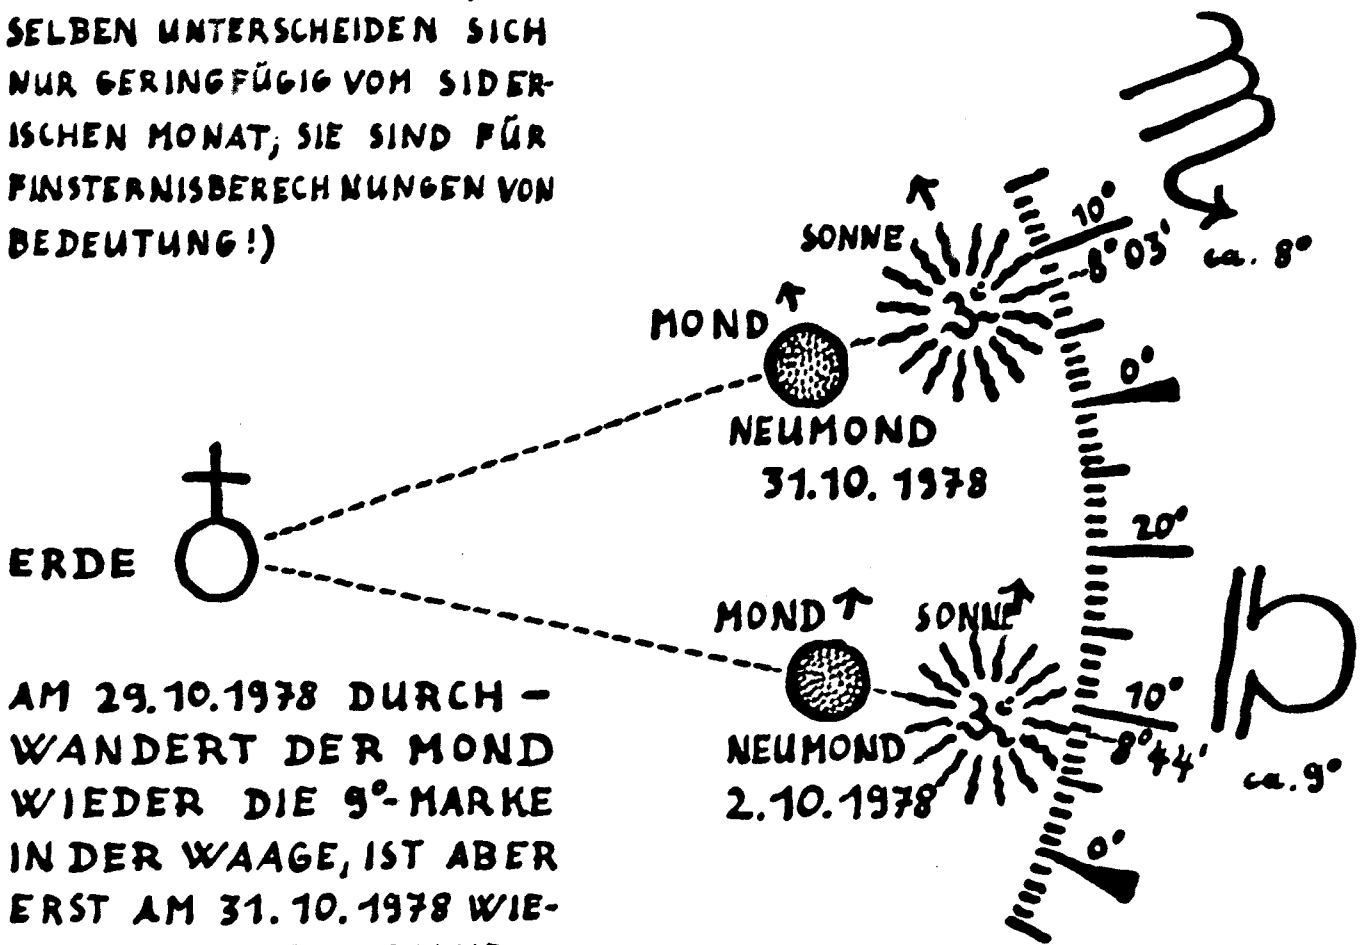 SELBEN UNTERSCHEIDEN SICH
NUR GERINGFÜGIG VOM SIDER-
ISCHEN MONAT; SIE SIND FÜR
FINSTERNISBERECHNUNGEN VON
BEDEUTUNG!)
10°
8°03'
ca. 8°
SONNE
MOND
0°
NEUMOND
31.10.1978
20°
ERDE
MOND
SONNE
10°
8°44'
ca. 9°
NEUMOND
2.10.1978
0°
AM 29.10.1978 DURCH-
WANDERT DER MOND
WIEDER DIE 9°-MARKE
IN DER WAAGE, IST ABER
ERST AM 31.10.1978 WIE-